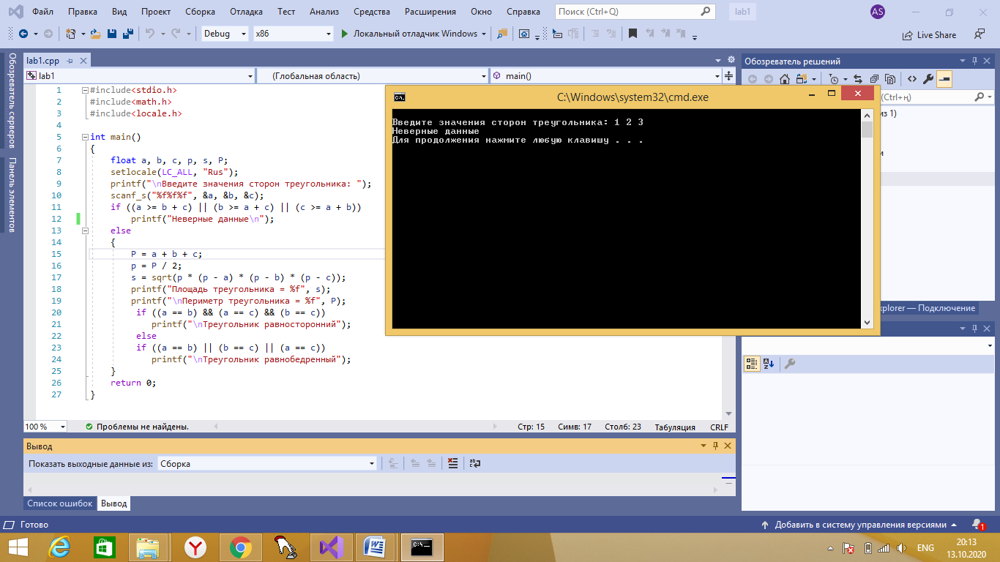 Файл Правка Вид Проект Сборка Отладка Тест Анализ Средства Расширения Окно Справка Поиск (Ctrl+Q) lab1 AS
Debug x86 Локальный отладчик Windows Live Share
Обозреватель серверов
Панель элементов
lab1.cpp
lab1 (Глобальная область) main()
1 #include<stdio.h>
2 #include<math.h>
3 #include<locale.h>
4
5 int main()
6 {
7 float a, b, c, p, s, P;
8 setlocale(LC_ALL, "Rus");
9 printf("\nВведите значения сторон треугольника: ");
10 scanf_s("%f%f%f", &a, &b, &c);
11 if ((a >= b + c) || (b >= a + c) || (c >= a + b))
12 printf("Неверные данные\n");
13 else
14 {
15 P = a + b + c;
16 p = P / 2;
17 s = sqrt(p * (p - a) * (p - b) * (p - c));
18 printf("Площадь треугольника = %f", s);
19 printf("\nПериметр треугольника = %f", P);
20 if ((a == b) && (a == c) && (b == c))
21 printf("\nТреугольник равносторонний");
22 else
23 if ((a == b) || (b == c) || (a == c))
24 printf("\nТреугольник равнобедренный");
25 }
26 return 0;
27 }
C:\Windows\system32\cmd.exe
Введите значения сторон треугольника: 1 2 3
Неверные данные
Для продолжения нажмите любую клавишу . . .
Обозреватель решений
(Ctrl+ц)
из 1)
xplorer — Подключение
100 % Проблемы не найдены. Стр: 15 Симв: 17 Столб: 23 Табуляция CRLF
Вывод
Показать выходные данные из: Сборка
Список ошибок Вывод
Готово Добавить в систему управления версиями 1
ENG 20:13
13.10.2020